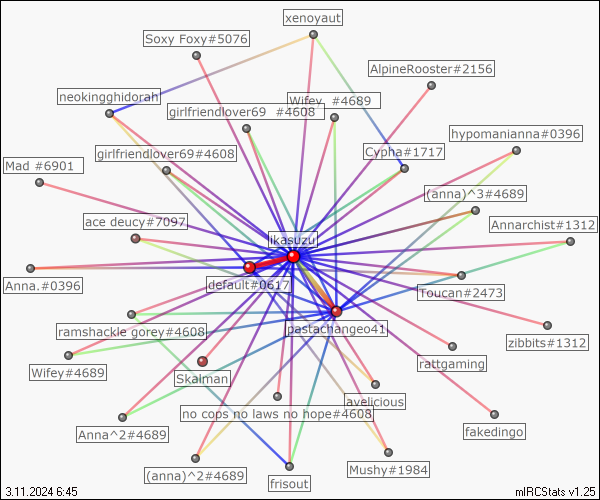 xenoyaut
Soxy Foxy#5076
AlpineRooster#2156
neokingghidorah
Wifey  #4689
girlfriendlover69  #4608
hypomanianna#0396
girlfriendlover69#4608
Cypha#1717
Mad #6901
(anna)^3#4689
ace deucy#7097
Annarchist#1312
ikasuzu
Anna.#0396
default#0617
Toucan#2473
ramshackle gorey#4608
pastachangeo41
zibbits#1312
Wifey#4689
Skalman
rattgaming
avelicious
no cops no laws no hope#4608
Anna^2#4689
fakedingo
(anna)^2#4689
frisout
Mushy#1984
3.11.2024 6:45
mIRCStats v1.25